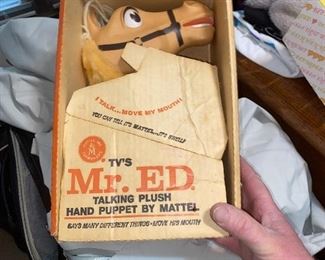 I TALK...MOVE MY MOUTH!
YOU CAN TELL IT'S MATTEL...IT'S SWELL!
M
TV'S
Mr. ED.
TALKING PLUSH
HAND PUPPET BY MATTEL
SAYS MANY DIFFERENT THINGS • MOVE HIS MOUTH!